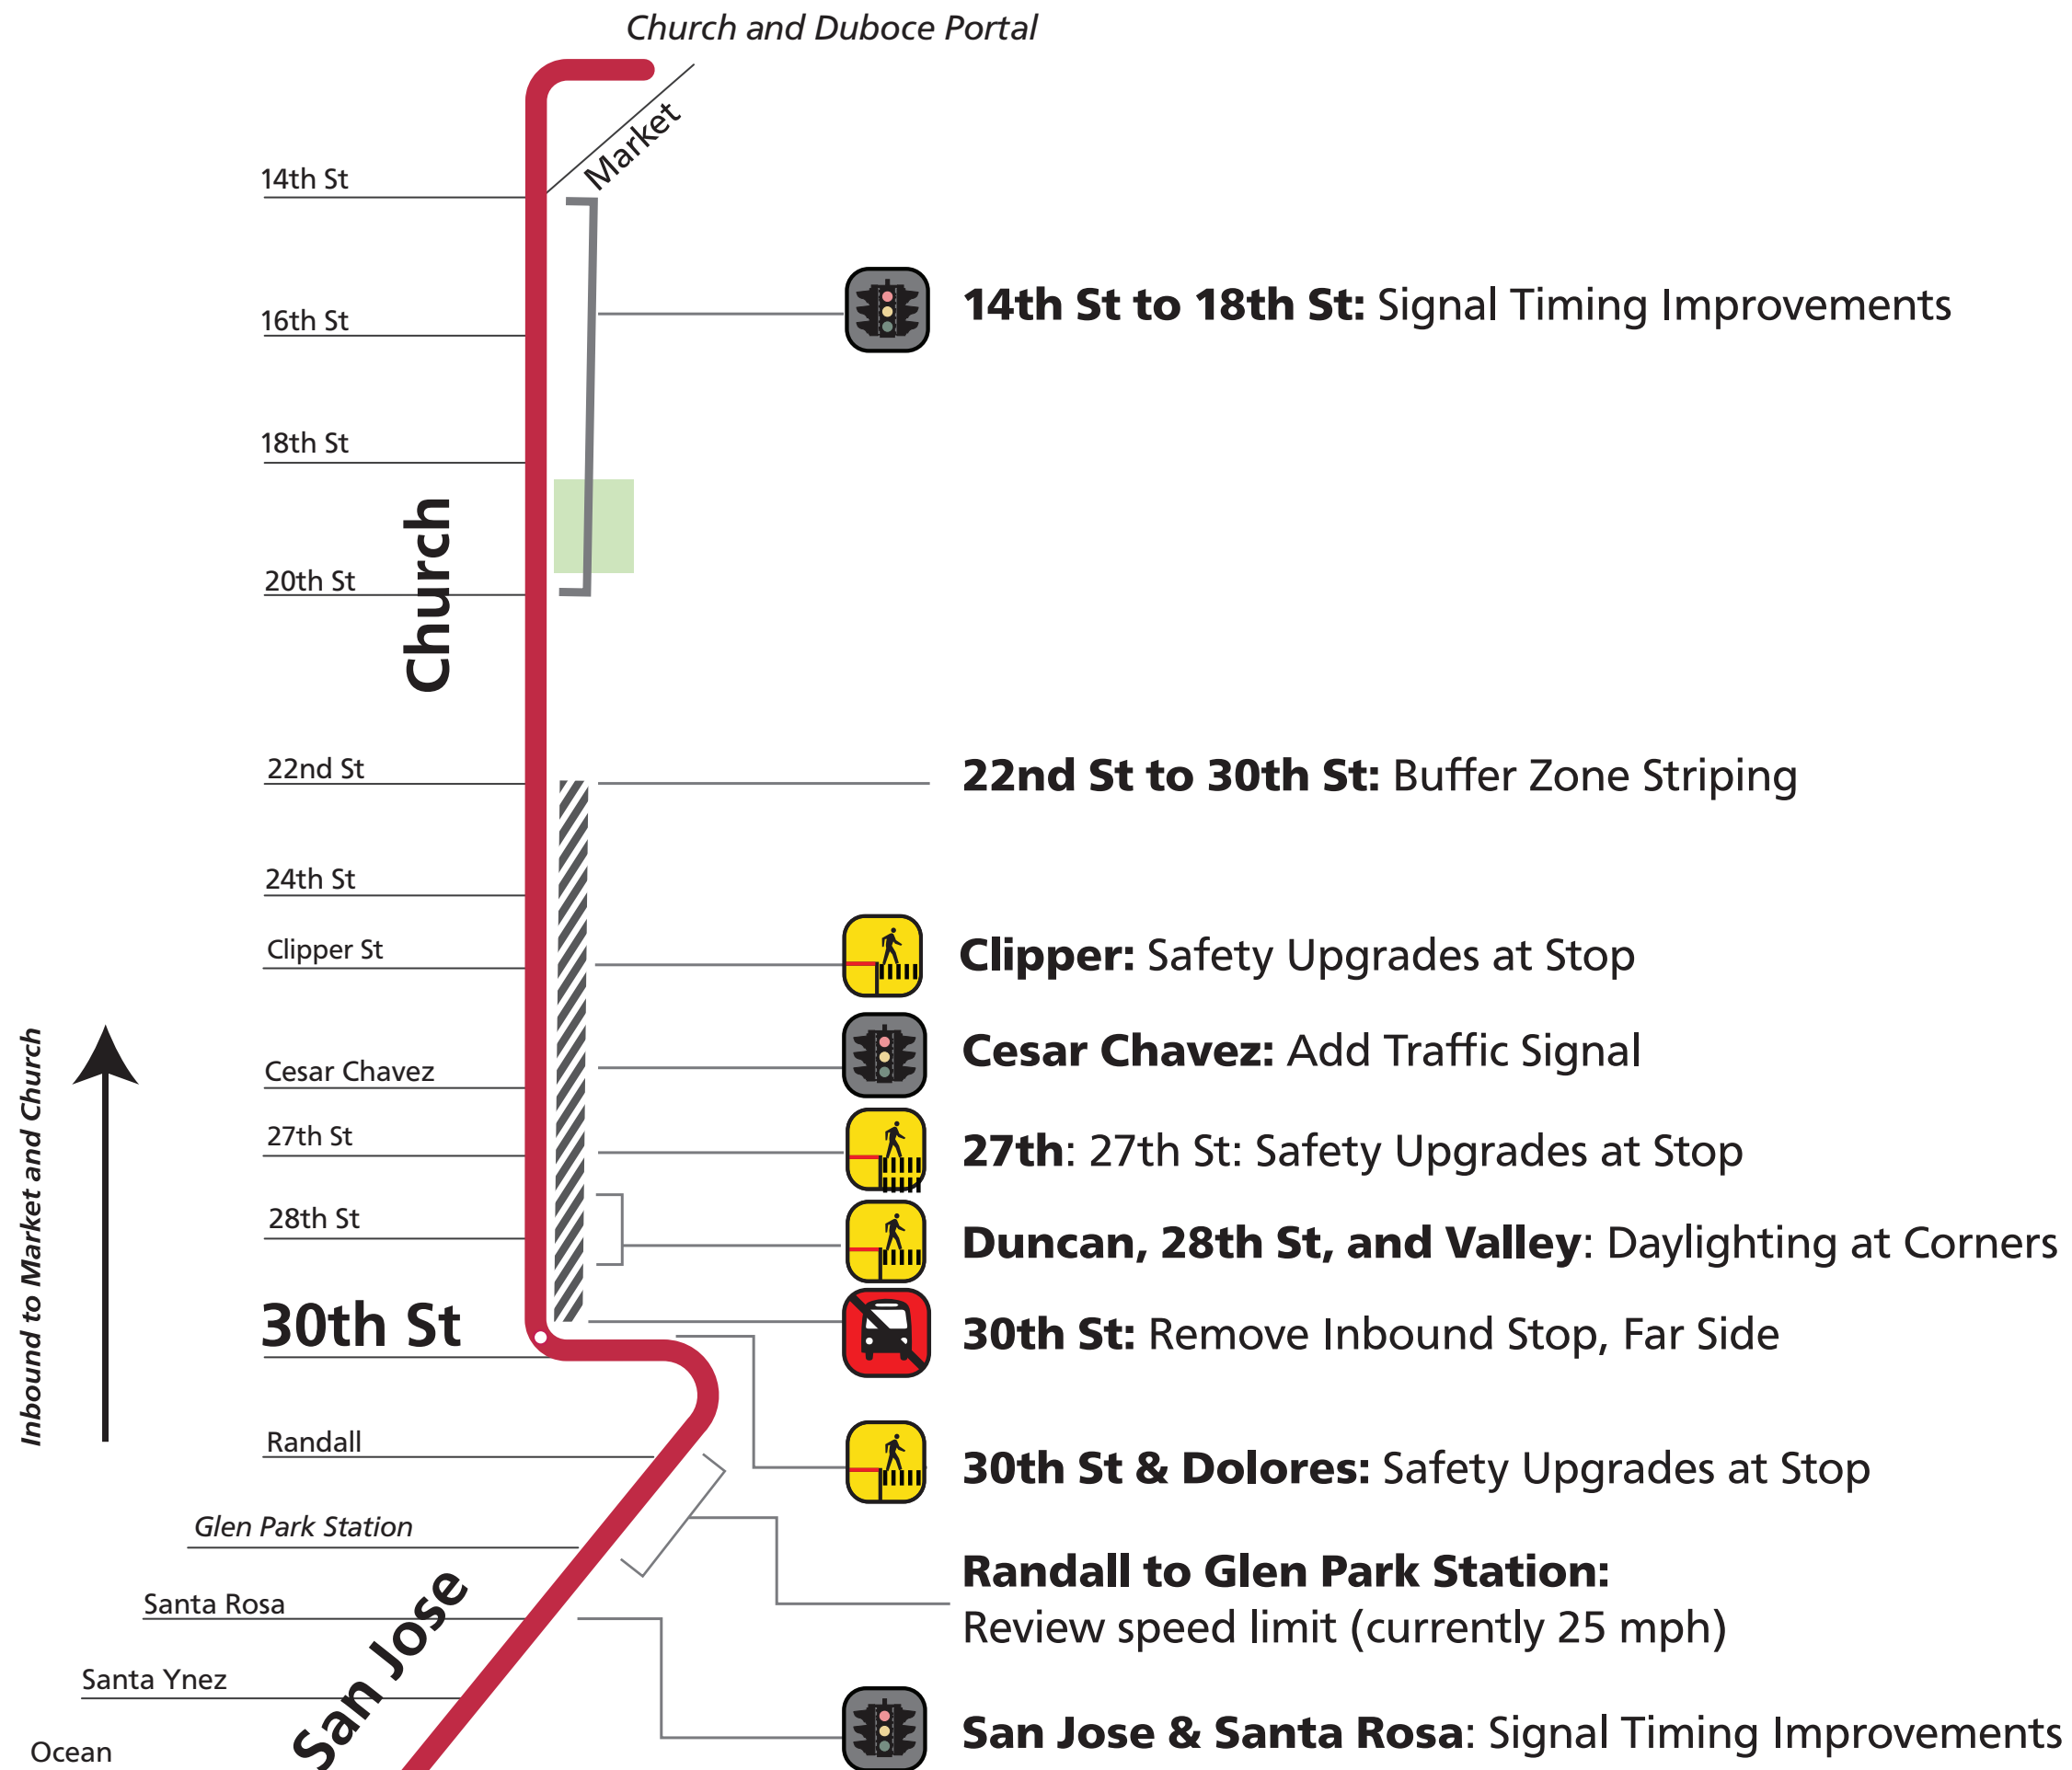 Church and Duboce Portal
Market
14th St
14th St to 18th St: Signal Timing Improvements
16th St
18th St
Church
20th St
22nd St
22nd St to 30th St: Buffer Zone Striping
24th St
Clipper St
Clipper: Safety Upgrades at Stop
Inbound to Market and Church
Cesar Chavez
Cesar Chavez: Add Traffic Signal
27th St
27th: 27th St: Safety Upgrades at Stop
28th St
Duncan, 28th St, and Valley: Daylighting at Corners
30th St
30th St: Remove Inbound Stop, Far Side
Randall
30th St & Dolores: Safety Upgrades at Stop
Glen Park Station
Randall to Glen Park Station:
Review speed limit (currently 25 mph)
Santa Rosa
San Jose
Santa Ynez
San Jose & Santa Rosa: Signal Timing Improvements
Ocean